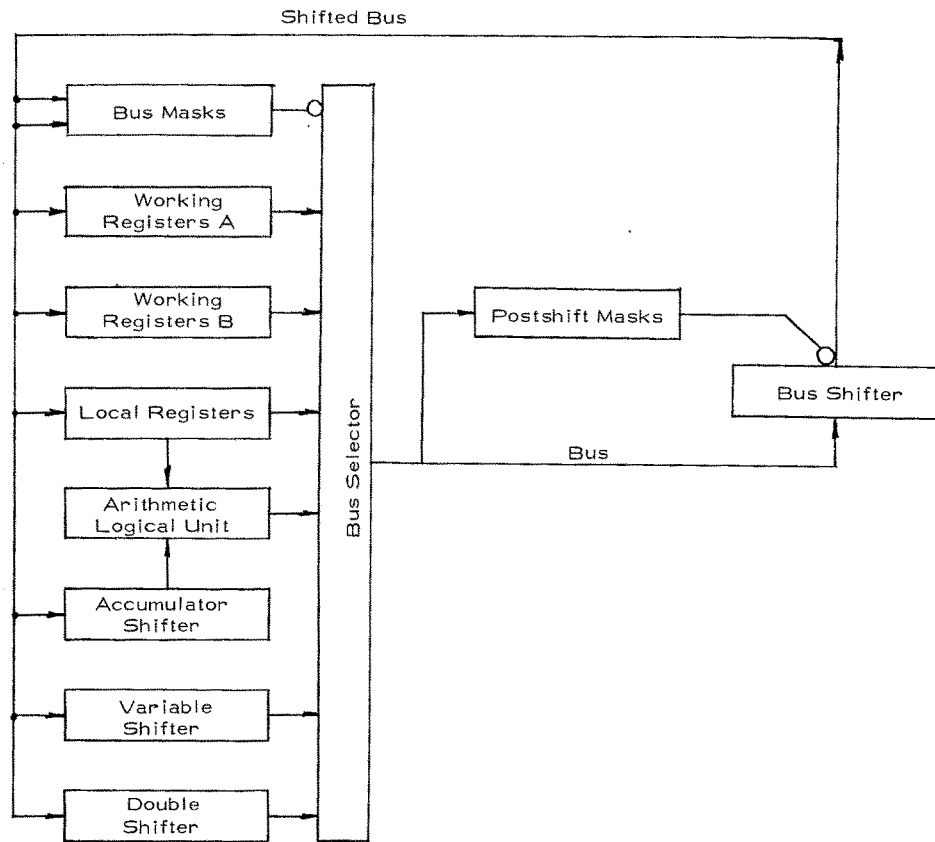 Shifted Bus
Bus Masks
Working
Registers A
Working
Registers B
Local Registers
Arithmetic
Logical Unit
Accumulator
Shifter
Variable
Shifter
Double
Shifter
Bus Selector
Postshift Masks
Bus Shifter
Bus